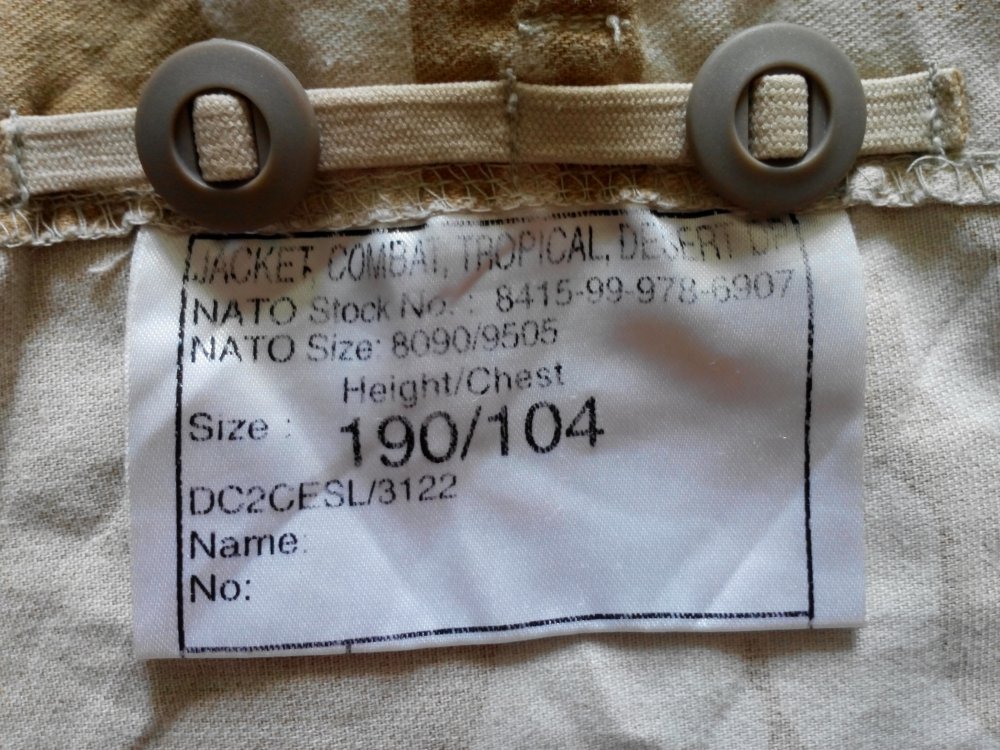 JACKET, COMBAT, TROPICAL, DESERT DP
NATO Stock No. : 8415-99-978-6907
NATO Size: 8090/9505
Height/Chest
Size : 190/104
DC2CESL/3122
Name:
No: